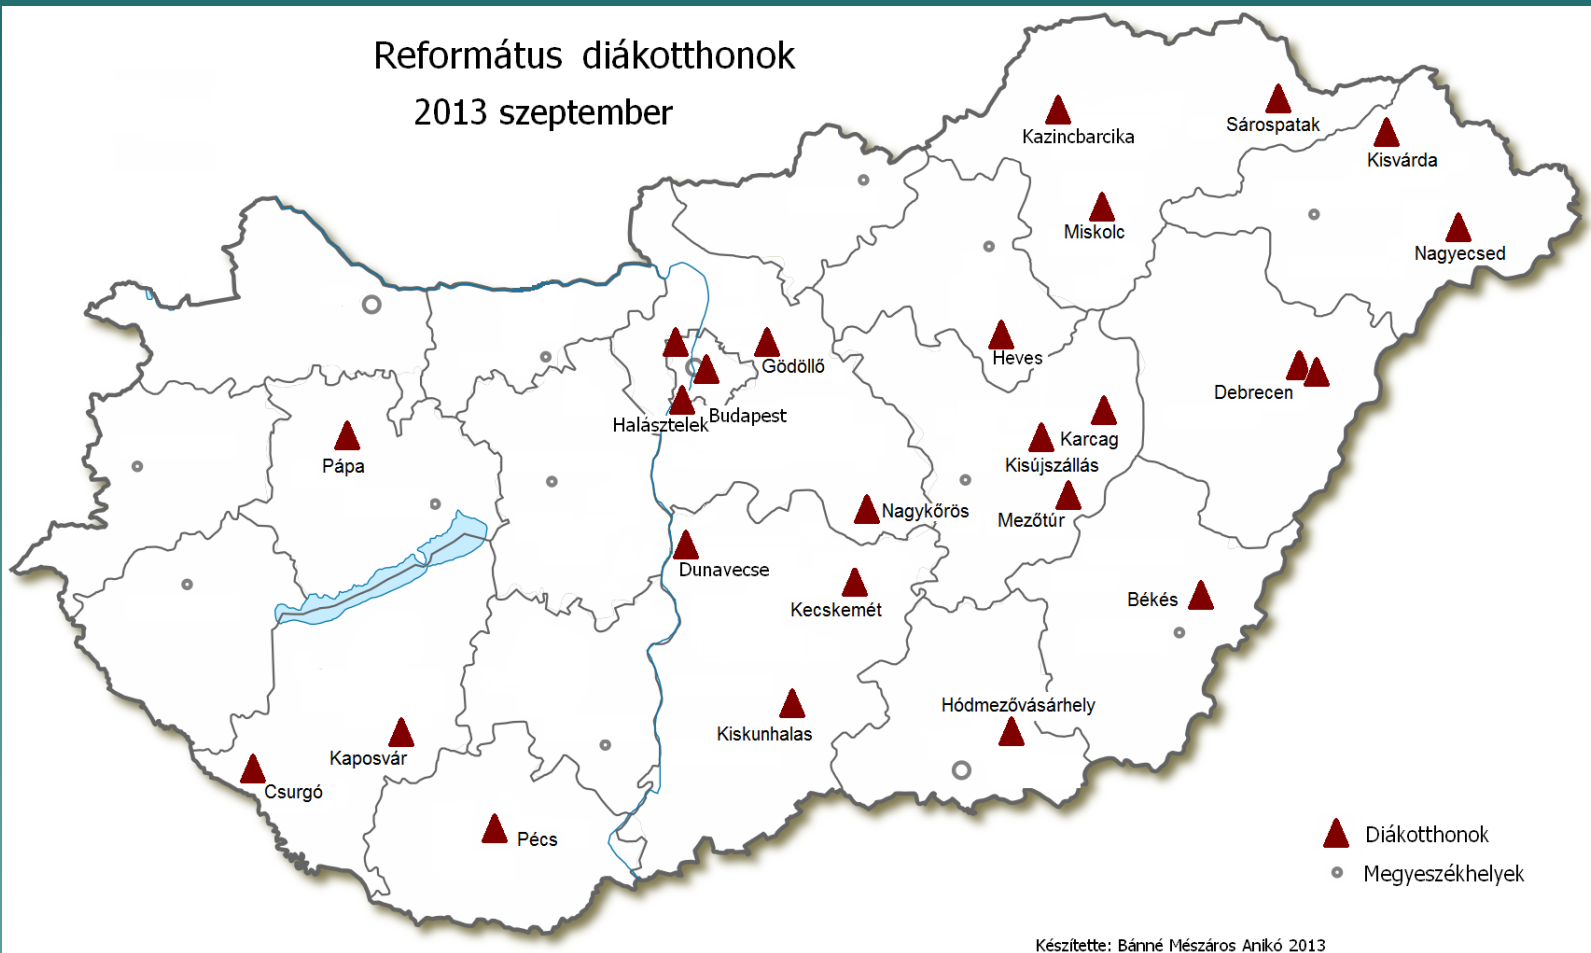 Református diákotthonok
2013 szeptember
Kazincbarcika
Sárospatak
Kisvárda
Miskolc
Nagyecsed
Gödöllő
Heves
Debrecen
Halásztelek
Budapest
Karcag
Kisújszállás
Pápa
Nagykőrös
Mezőtúr
Dunavecse
Kecskemét
Békés
Hódmezővásárhely
Kiskunhalas
Kaposvár
Csurgó
Pécs
Diákotthonok
Megyeszékhelyek
Készítette: Bánné Mészáros Anikó 2013